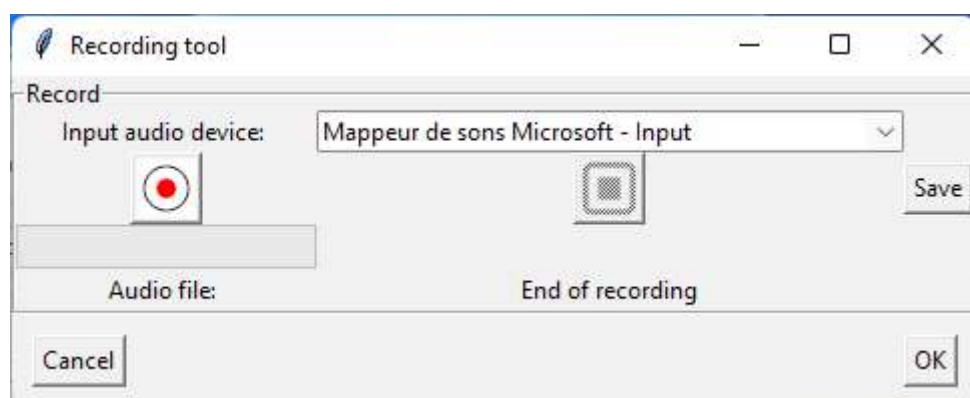 Recording tool
Record
Input audio device: Mappeur de sons Microsoft - Input
Save
Audio file: End of recording
Cancel OK